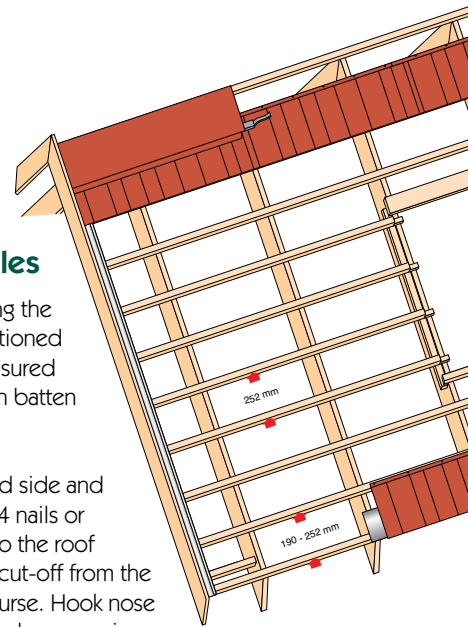 les
ng the
tioned
sured
n batten
d side and
4 nails or
o the roof
cut-off from the
urse. Hook nose
252 mm
190 - 252 mm